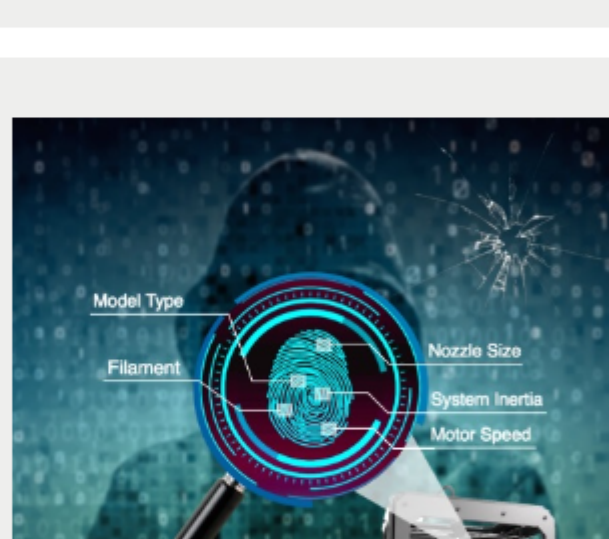 Model Type
Filament
Nozzle Size
System Inertia
Motor Speed